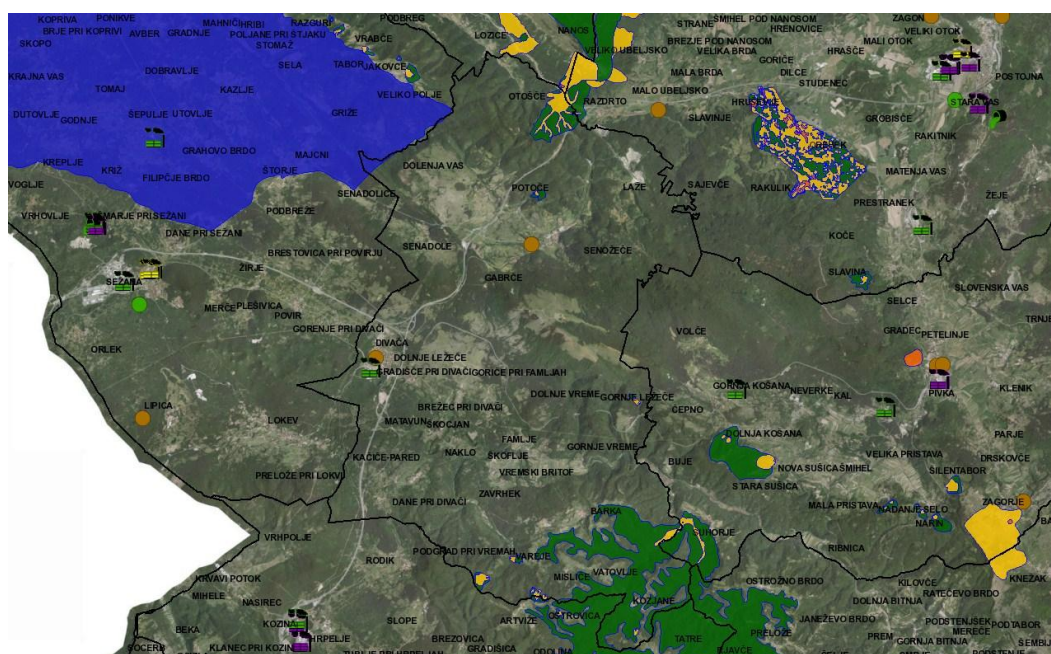 KOPRIVA
PONIKVE
MAHNIČI
HRIBI
RAZGURI
PODBREG
BRJE PRI KOPRIVI
AVBER
GRADNJE
POLJANE PRI ŠTJAKU
VRABČE
LOZICE
NANOS
STRANE
ŠMIHEL POD NANOSOM
HRENOVICE
ZAGON
VELIKI OTOK
SKOPO
STOMAŽ
BREZJE POD NANOSOM
MALI OTOK
VELIKO UBELJSKO
VELIKA BRDA
HRAŠČE
GORIČE
KRAJNA VAS
DOBRAVLJE
SELA
TABOR
JAKOVCE
MALA BRDA
DILCE
STUDENEC
POSTOJNA
TOMAJ
KAZLJE
VELIKO POLJE
OTOŠČE
RAZDRTO
MALO UBELJSKO
HRUŠEVJE
STARA VAS
DUTOVLJE
GODNJE
ŠEPULJE
UTOVLJE
GRIŽE
SLAVINJE
GROBIŠČE
RAKITNIK
GRAHOVO BRDO
MAJCNI
KREPLJE
KRIŽ
FILIPČJE BRDO
ŠTORJE
DOLENJA VAS
MATENJA VAS
VOGLJE
SENADOLICE
POTOČE
LAŽE
SAJEVČE
RAKULIK
PRESTRANEK
ŽEJE
VRHOVLJE
ŠMARJE PRI SEŽANI
PODBREŽE
DANE PRI SEŽANI
KOČE
BRESTOVICA PRI POVIRJU
SENADOLE
SENOŽEČE
ŽIRJE
GABRČE
SLAVINA
SEŽANA
SLOVENSKA VAS
MERČE
PLEŠIVICA
POVIR
SELCE
GORENJE PRI DIVAČI
VOLČE
GRADEC
PETELINJE
DIVAČA
ORLEK
DOLNJE LEŽEČE
GRADIŠČE PRI DIVAČI
GORIČE PRI FAMLJAH
GORNJA KOŠANA
NEVERKE
KAL
PIVKA
KLENIK
DOLNJE VREME
GORNJE LEŽEČE
LIPICA
BREŽEC PRI DIVAČI
ČEPNO
LOKEV
MATAVUN
ŠKOCJAN
DOLNJA KOŠANA
PARJE
FAMLJE
GORNJE VREME
KAČIČE-PARED
NAKLO
ŠKOFLJE
BUJE
VELIKA PRISTAVA
DRSKOVČE
NOVA SUŠICA
ŠMIHEL
SILENTABOR
PRELOŽE PRI LOKVI
VREMSKI BRITOF
STARA SUŠICA
DANE PRI DIVAČI
ZAVRHEK
MALA PRISTAVA
NADANJE SELO
ZAGORJE
BARKA
NARIN
VRHPOLJE
SUHORJE
PODGRAD PRI VREMAH
VAREJE
RIBNICA
RODIK
KRVAVI POTOK
MISLIČE
VATOVLJE
OSTROŽNO BRDO
KILOVČE
KNEŽAK
MIHELE
NASIREC
KOZJANE
DOLNJA BITNJA
RATEČEVO BRDO
OSTROVICA
KOZINA
SLOPE
ARTVIŽE
JANEŽEVO BRDO
PODSTENJŠEK
MEREČE
PODTABOR
BEKA
HRPELJE
BREZOVICA
TATRE
PRELOŽE
PREM
GORNJA BITNJA
KLANEC PRI KOZINI
GRADIŠICA